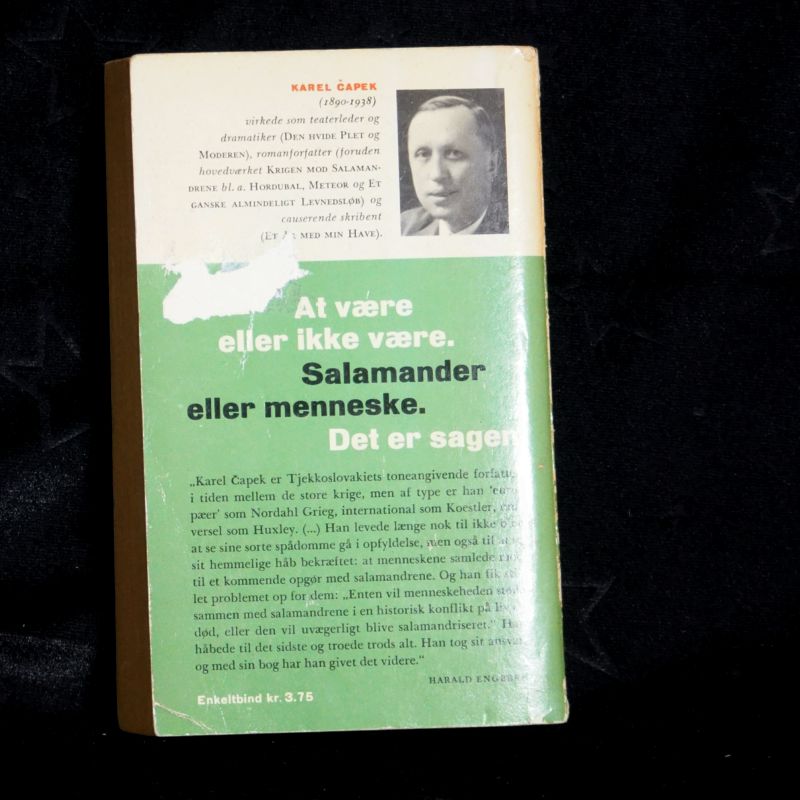 KAREL ČAPEK
(1890-1938)
virkede som teaterleder og
dramatiker (DEN HVIDE PLET og
MODEREN), romanforfatter (foruden
hovedværket KRIGEN MOD SALAMAN-
DRENE bl. a. HORDUBAL, METEOR og ET
GANSKE ALMINDELIGT LEVNEDSLØB) og
causerende skribent
(ET ÅR MED MIN HAVE).
At være
eller ikke være.
Salamander
eller menneske.
Det er sagen
„Karel Čapek er Tjekkoslovakiets toneangivende
i tiden mellem de store krige, men af type er han
pæer' som Nordahl Grieg, international som Koestler,
versel som Huxley. (...) Han levede længe nok til ikke
at se sine sorte spådomme gå i opfyldelse, men også til
sit hemmelige håb bekræftet: at menneskene samlede
til et kommende opgør med salamandrene. Og han fik
let problemet op for dem: „Enten vil menneskeheden
sammen med salamandrene i en historisk konflikt på
død, eller den vil uvægerligt blive salamandriseret."
håbede til det sidste og troede trods alt. Han tog sit
og med sin bog har han givet det videre."
HARALD
Enkeltbind kr. 3.75